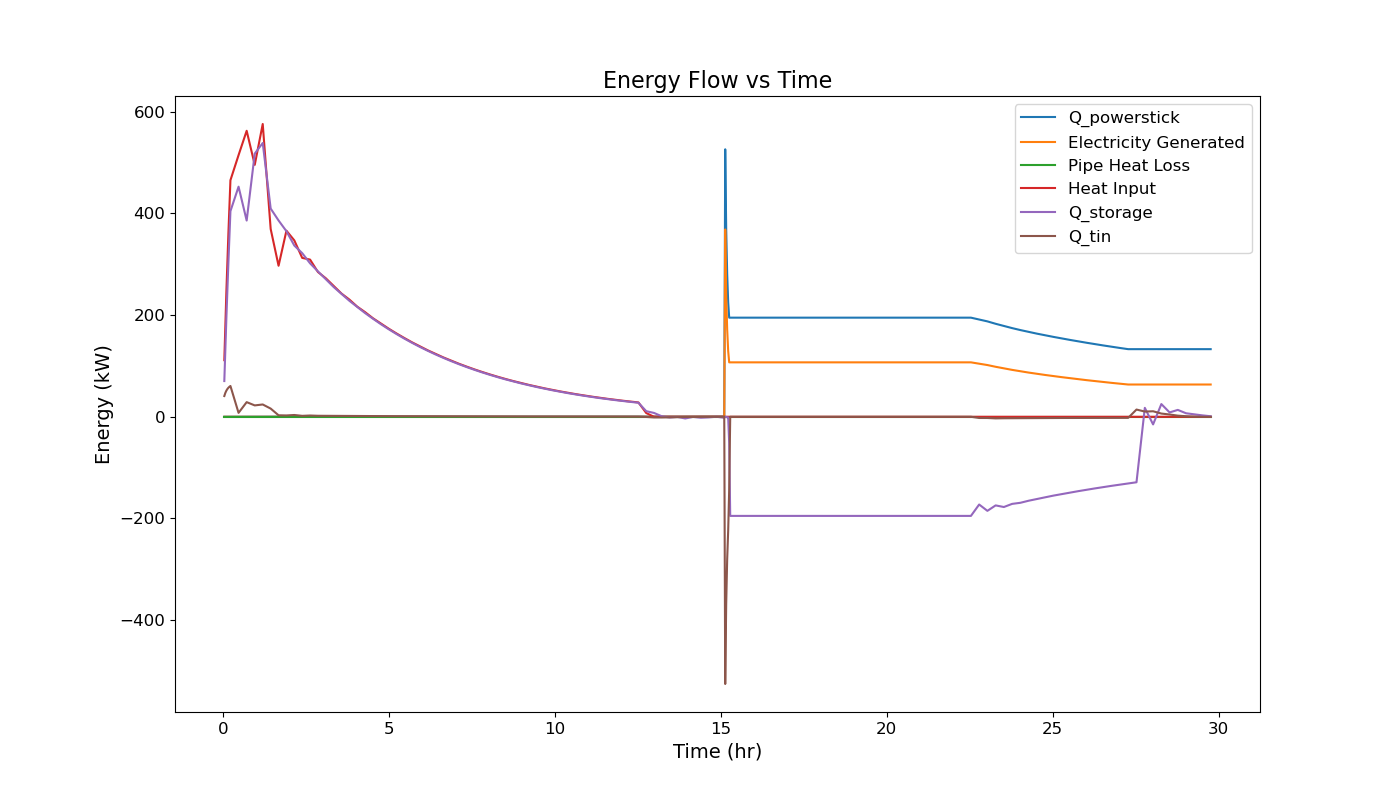 Energy Flow vs Time
Energy (kW)
600
400
200
0
−200
−400
Q_powerstick
Electricity Generated
Pipe Heat Loss
Heat Input
Q_storage
Q_tin
0 5 10 15 20 25 30
Time (hr)